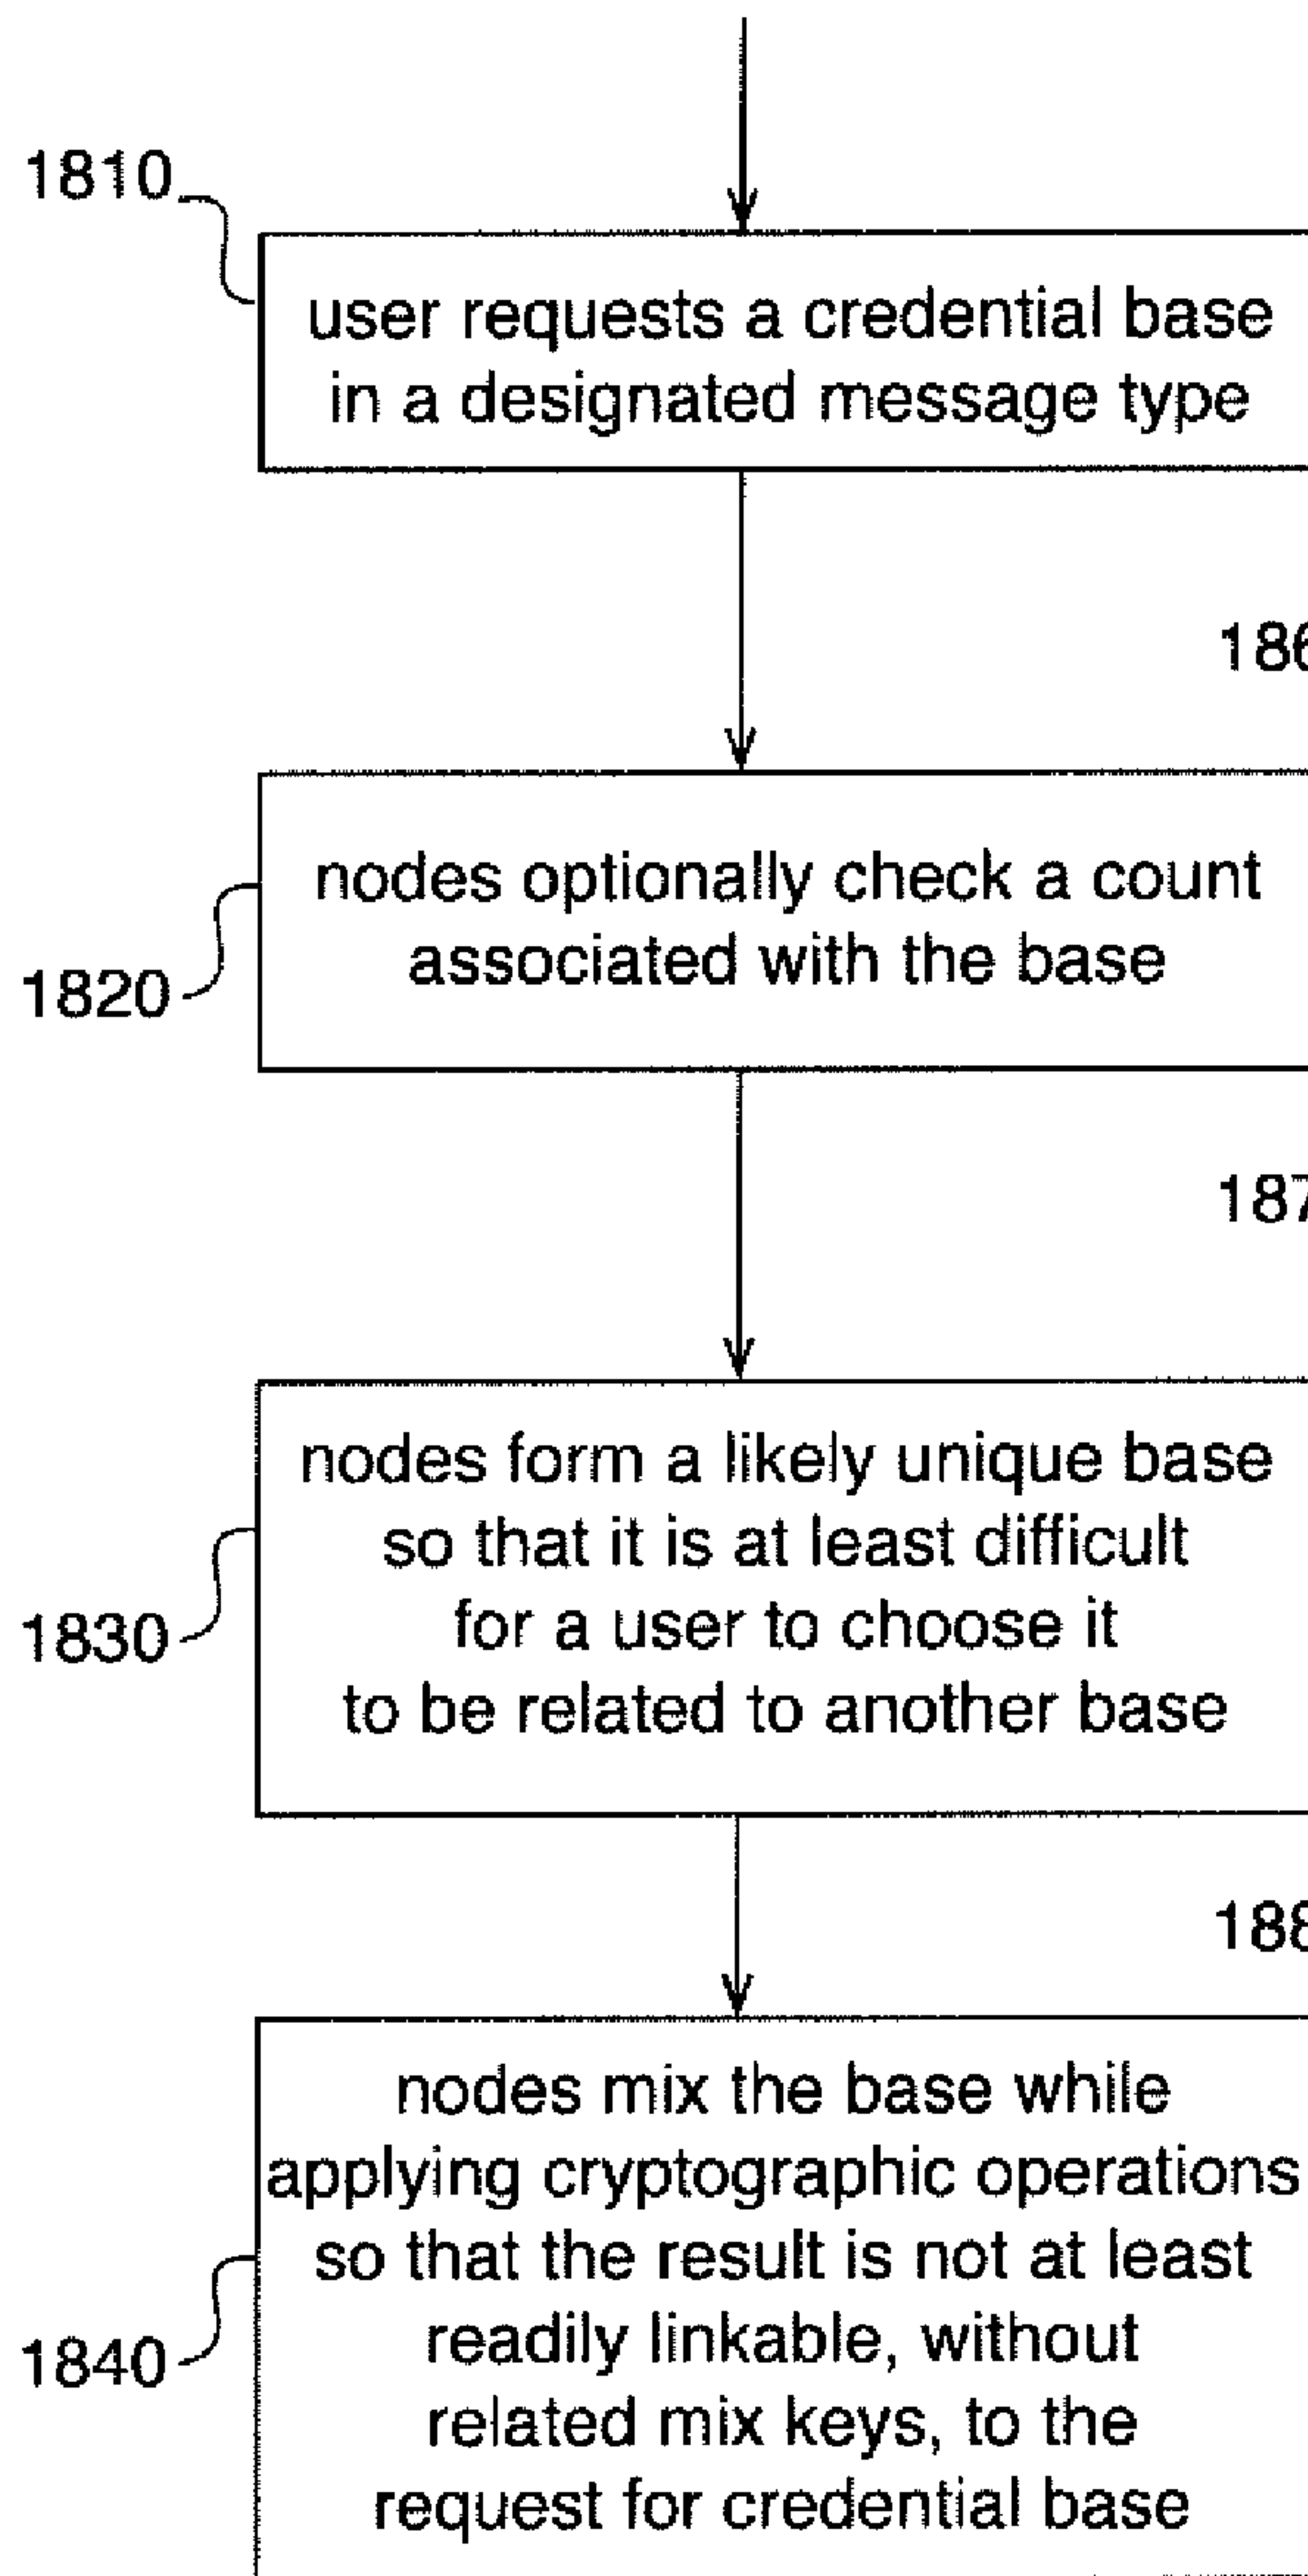 1810
user requests a credential base
in a designated message type
186
nodes optionally check a count
associated with the base
1820
187
nodes form a likely unique base
so that it is at least difficult
for a user to choose it
to be related to another base
1830
188
nodes mix the base while
applying cryptographic operations
so that the result is not at least
readily linkable, without
related mix keys, to the
request for credential base
1840